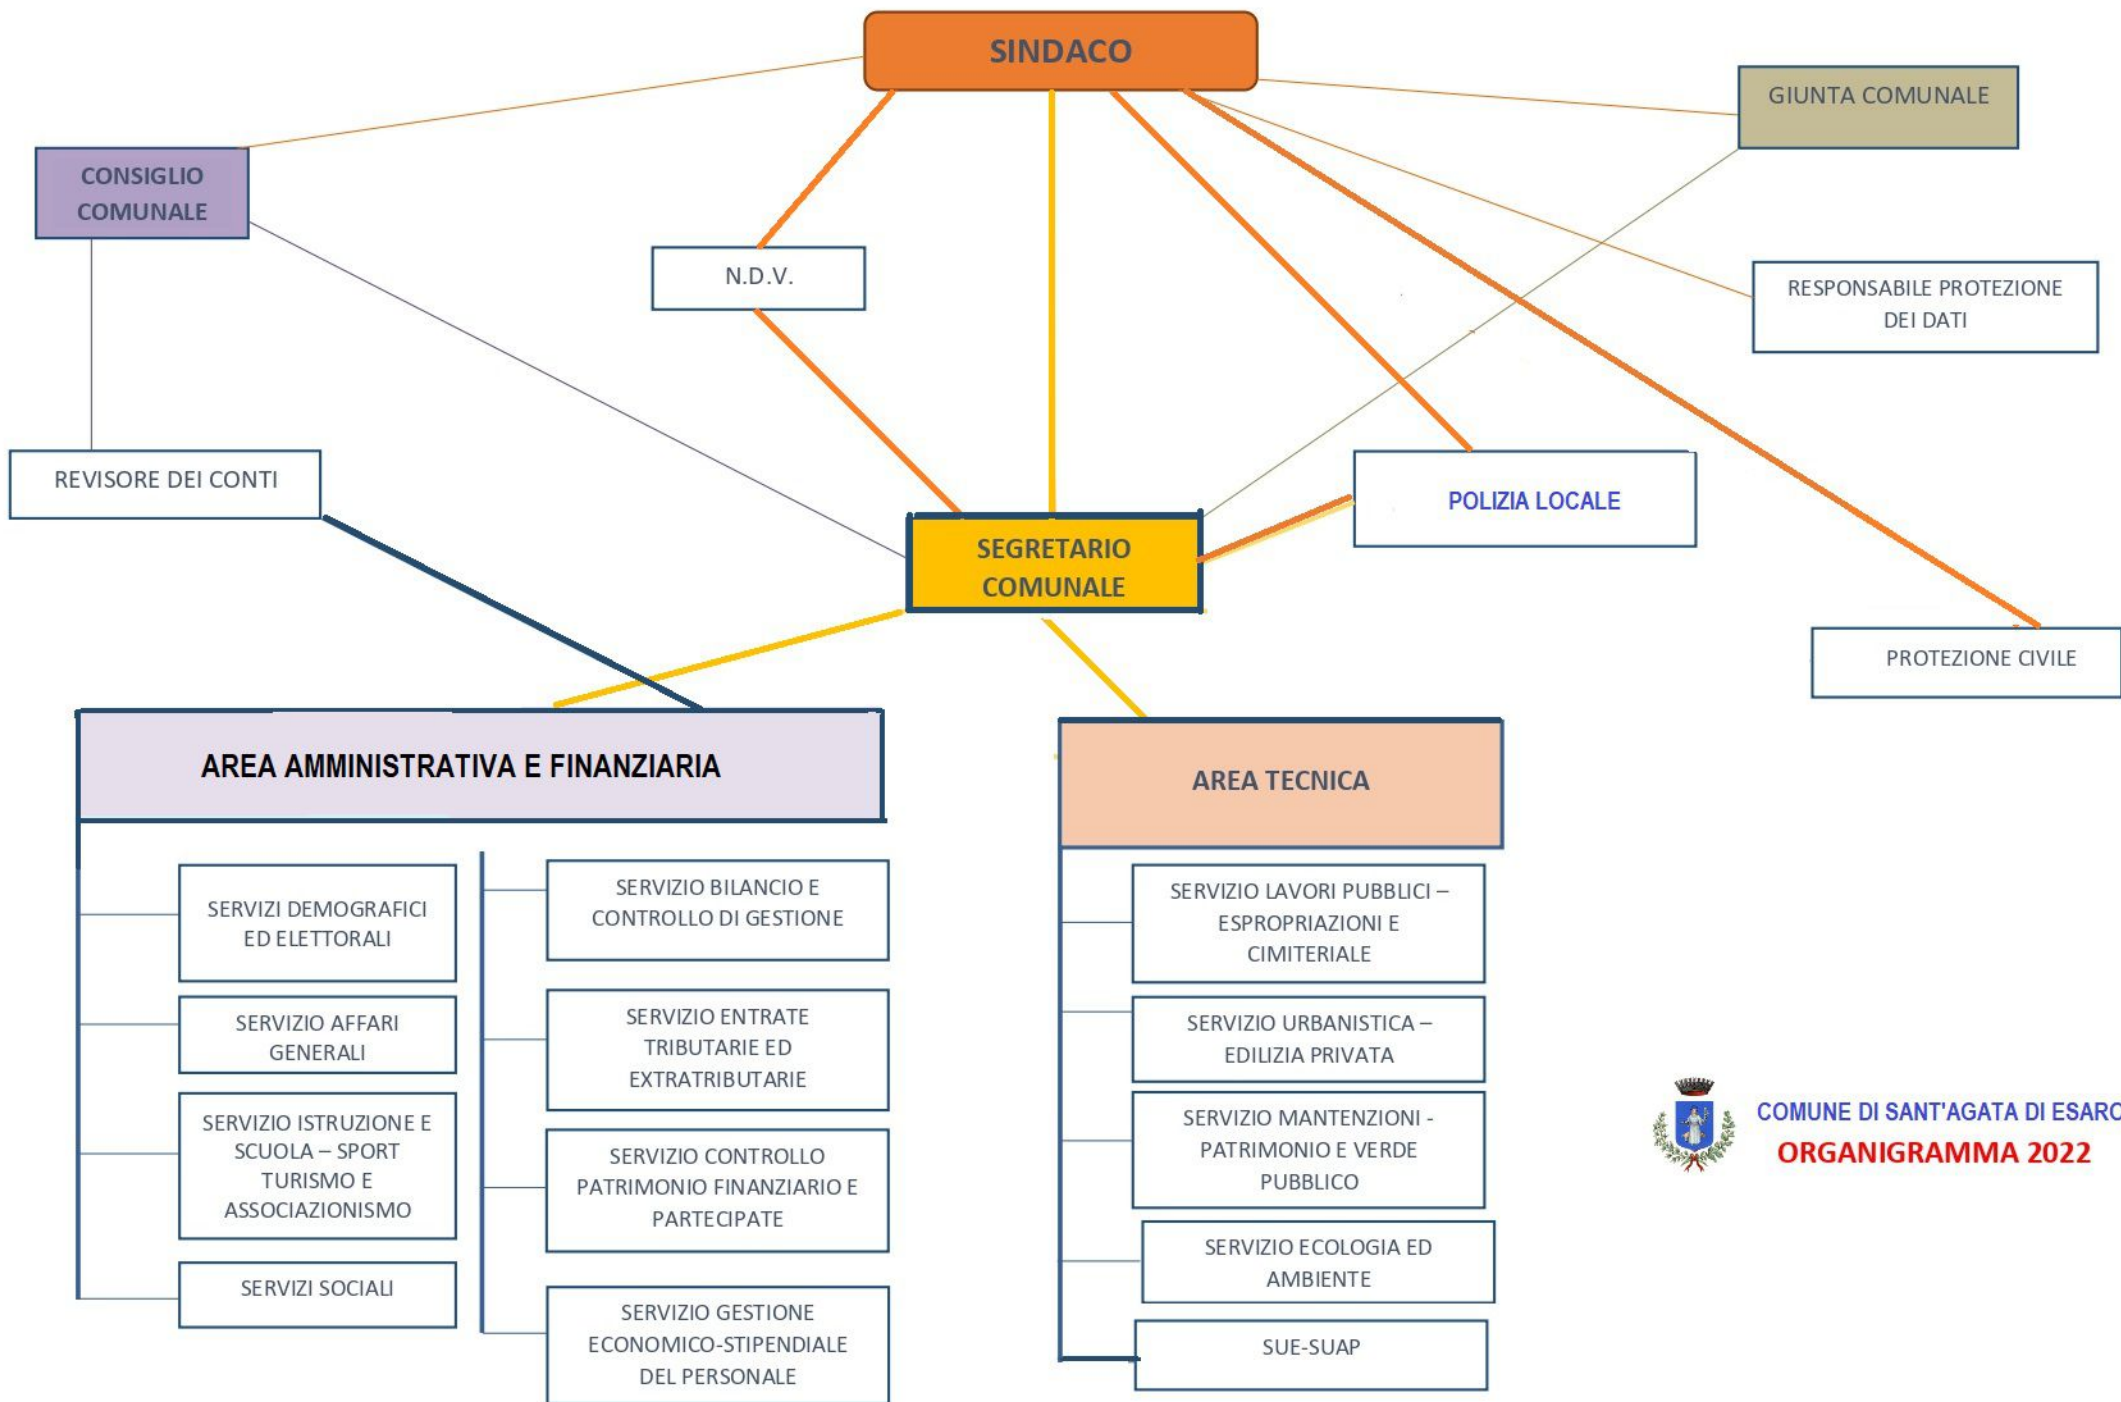 SINDACO
GIUNTA COMUNALE
CONSIGLIO
COMUNALE
N.D.V.
RESPONSABILE PROTEZIONE
DEI DATI
REVISORE DEI CONTI
POLIZIA LOCALE
SEGRETARIO
COMUNALE
PROTEZIONE CIVILE
AREA AMMINISTRATIVA E FINANZIARIA
SERVIZI DEMOGRAFICI
ED ELETTORALI
SERVIZIO AFFARI
GENERALI
SERVIZIO ISTRUZIONE E
SCUOLA – SPORT
TURISMO E
ASSOCIAZIONISMO
SERVIZI SOCIALI
SERVIZIO BILANCIO E
CONTROLLO DI GESTIONE
SERVIZIO ENTRATE
TRIBUTARIE ED
EXTRATRIBUTARIE
SERVIZIO CONTROLLO
PATRIMONIO FINANZIARIO E
PARTECIPATE
SERVIZIO GESTIONE
ECONOMICO-STIPENDIALE
DEL PERSONALE
AREA TECNICA
SERVIZIO LAVORI PUBBLICI –
ESPROPRIAZIONI E
CIMITERIALE
SERVIZIO URBANISTICA –
EDILIZIA PRIVATA
SERVIZIO MANTENZIONI -
PATRIMONIO E VERDE
PUBBLICO
SERVIZIO ECOLOGIA ED
AMBIENTE
SUE-SUAP
COMUNE DI SANT'AGATA DI ESARO
ORGANIGRAMMA 2022